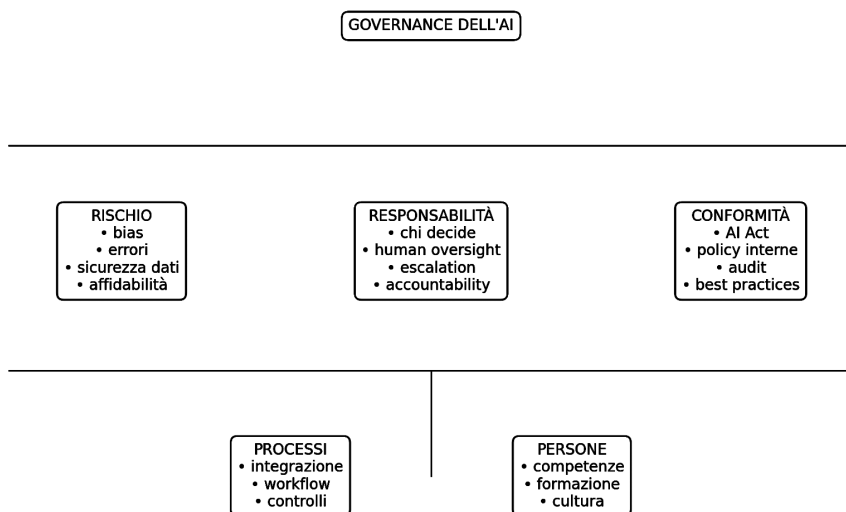 GOVERNANCE DELL'AI
RISCHIO
• bias
• errori
• sicurezza dati
• affidabilità
RESPONSABILITÀ
• chi decide
• human oversight
• escalation
• accountability
CONFORMITÀ
• AI Act
• policy interne
• audit
• best practices
PROCESSI
• integrazione
• workflow
• controlli
PERSONE
• competenze
• formazione
• cultura